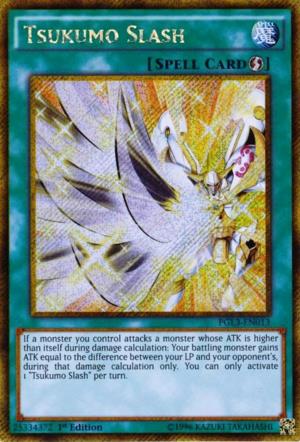 Tsukumo Slash
[Spell Card]
PGL3-EN013
If a monster you control attacks a monster whose ATK is higher
than itself during damage calculation: Your battling monster gains
ATK equal to the difference between your LP and your opponent's,
during that damage calculation only. You can only activate
1 "Tsukumo Slash" per turn.
25334372 1st Edition ©1996 KAZUKI TAKAHASHI